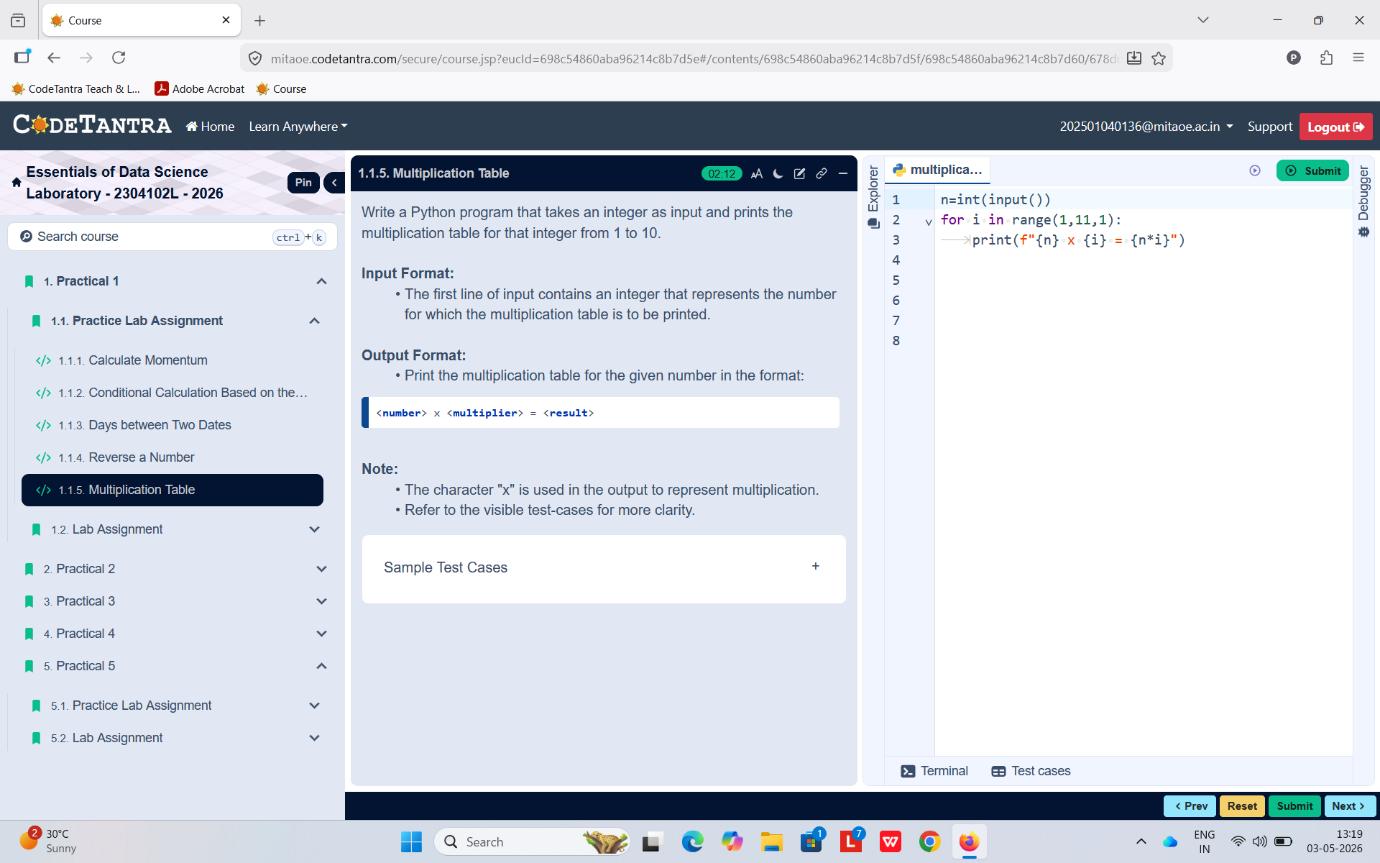 Course
mitaoe.codetantra.com/secure/course.jsp?eucId=698c54860aba96214c8b7d5e#/contents/698c54860aba96214c8b7d5f/698c54860aba96214c8b7d60/678d
P
CodeTantra Teach & L...
Adobe Acrobat
Course
CODETANTRA
Home
Learn Anywhere
202501040136@mitaoe.ac.in
Support
Logout
Essentials of Data Science
Laboratory - 2304102L - 2026
Pin
Search course
ctrl + k
1. Practical 1
1.1. Practice Lab Assignment
</> 1.1.1. Calculate Momentum
</> 1.1.2. Conditional Calculation Based on the...
</> 1.1.3. Days between Two Dates
</> 1.1.4. Reverse a Number
</> 1.1.5. Multiplication Table
1.2. Lab Assignment
2. Practical 2
3. Practical 3
4. Practical 4
5. Practical 5
5.1. Practice Lab Assignment
5.2. Lab Assignment
1.1.5. Multiplication Table
02:12
AA
Write a Python program that takes an integer as input and prints the
multiplication table for that integer from 1 to 10.
Input Format:
• The first line of input contains an integer that represents the number
for which the multiplication table is to be printed.
Output Format:
• Print the multiplication table for the given number in the format:
<number> x <multiplier> = <result>
Note:
• The character "x" is used in the output to represent multiplication.
• Refer to the visible test-cases for more clarity.
Sample Test Cases
+
Explorer
multiplica...
Submit
Debugger
1 n=int(input())
2 for i in range(1,11,1):
3 print(f"{n} x {i} = {n*i}")
4
5
6
7
8
Terminal
Test cases
< Prev
Reset
Submit
Next >
2
30°C
Sunny
Search
1
L
7
W
ENG
IN
13:19
03-05-2026